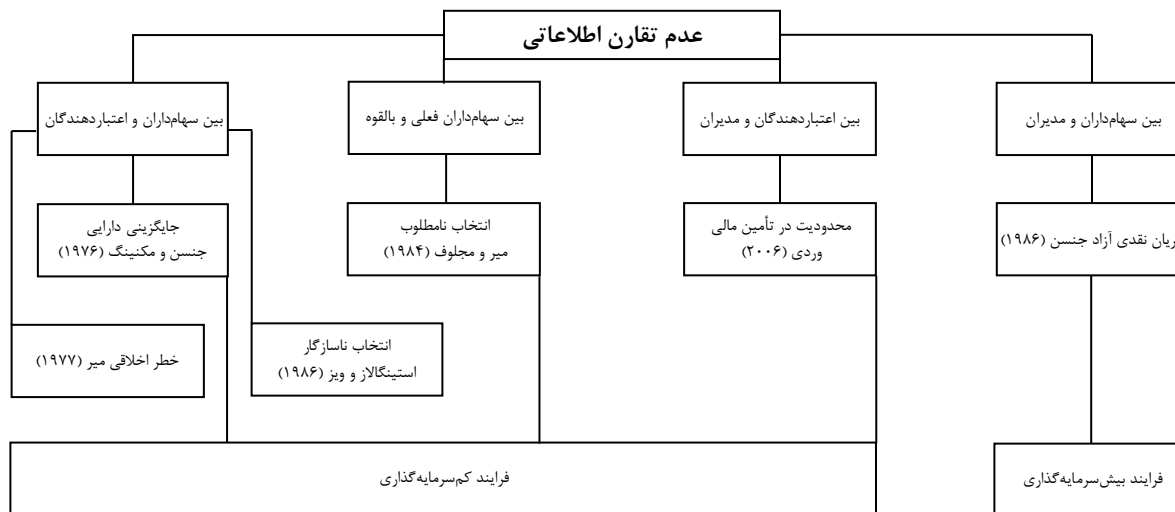 عدم تقارن اطلاعاتی
بین سهام‌داران و مدیران
بین اعتباردهندگان و مدیران
بین سهام‌داران فعلی و بالقوه
بین سهام‌داران و اعتباردهندگان
ریان نقدی آزاد جنسن (۱۹۸۶)
محدودیت در تأمین مالی
وردی (۲۰۰۶)
انتخاب نامطلوب
میر و مجلوف (۱۹۸۴)
جایگزینی دارایی
جنسن و مکنینگ (۱۹۷۶)
انتخاب ناسازگار
استینگالاز و ویز (۱۹۸۶)
خطر اخلاقی میر (۱۹۷۷)
فرایند بیش‌سرمایه‌گذاری
فرایند کم‌سرمایه‌گذاری